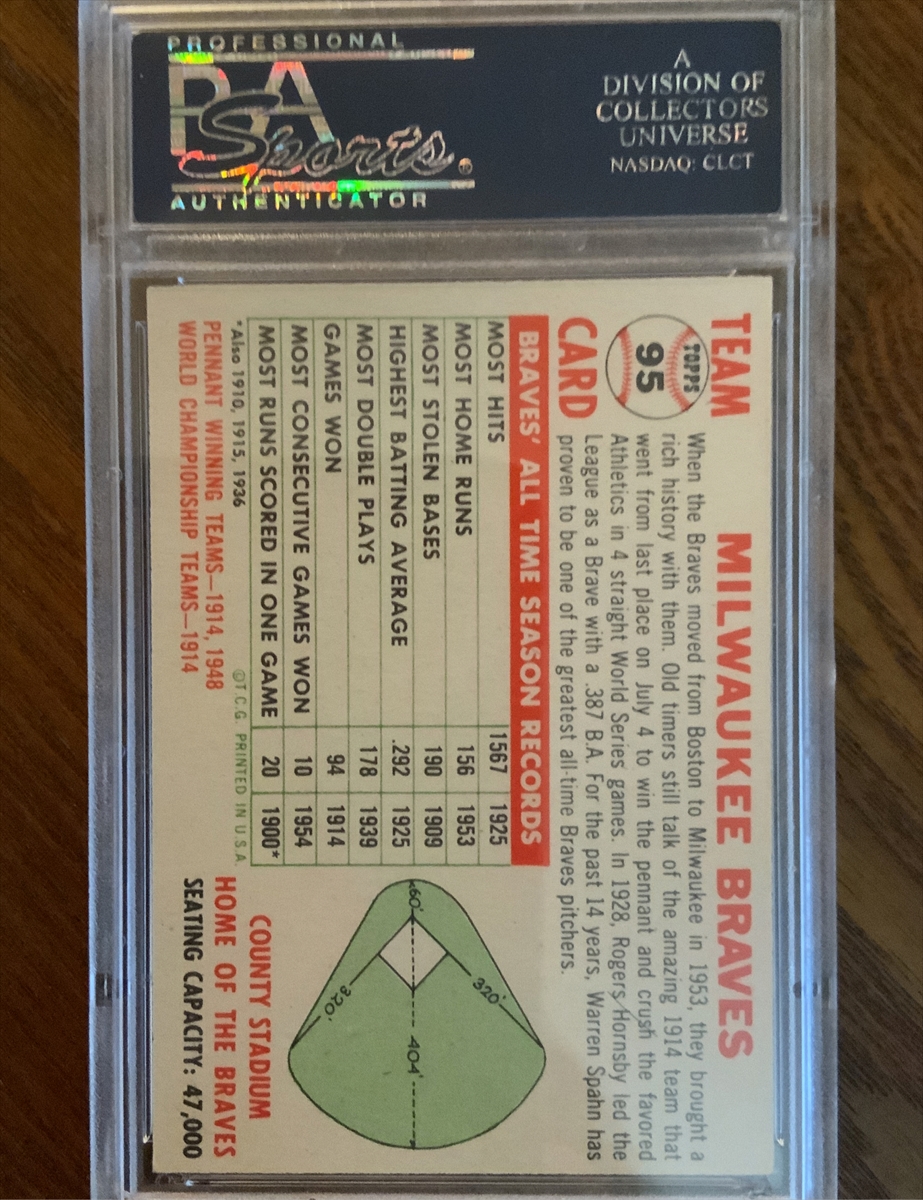 PROFESSIONAL
PSA
Sports®
AUTHENTICATOR
A
DIVISION OF
COLLECTORS
UNIVERSE
NASDAQ: CLCT
TEAM
TOPPS
95
CARD
MILWAUKEE BRAVES
When the Braves moved from Boston to Milwaukee in 1953, they brought a
rich history with them. Old timers still talk of the amazing 1914 team that
went from last place on July 4 to win the pennant and crush the favored
Athletics in 4 straight World Series games. In 1928, Rogers Hornsby led the
League as a Brave with a .387 B.A. For the past 14 years, Warren Spahn has
proven to be one of the greatest all-time Braves pitchers.
BRAVES' ALL TIME SEASON RECORDS
MOST HITS 1567 1925
MOST HOME RUNS 156 1953
MOST STOLEN BASES 190 1909
HIGHEST BATTING AVERAGE .292 1925
MOST DOUBLE PLAYS 178 1939
GAMES WON 94 1914
MOST CONSECUTIVE GAMES WON 10 1954
MOST RUNS SCORED IN ONE GAME 20 1900*
*Also 1910, 1915, 1936
©T.C.G. PRINTED IN U.S.A.
PENNANT WINNING TEAMS—1914, 1948
WORLD CHAMPIONSHIP TEAMS—1914
320'
60'
404'
320'
COUNTY STADIUM
HOME OF THE BRAVES
SEATING CAPACITY: 47,000